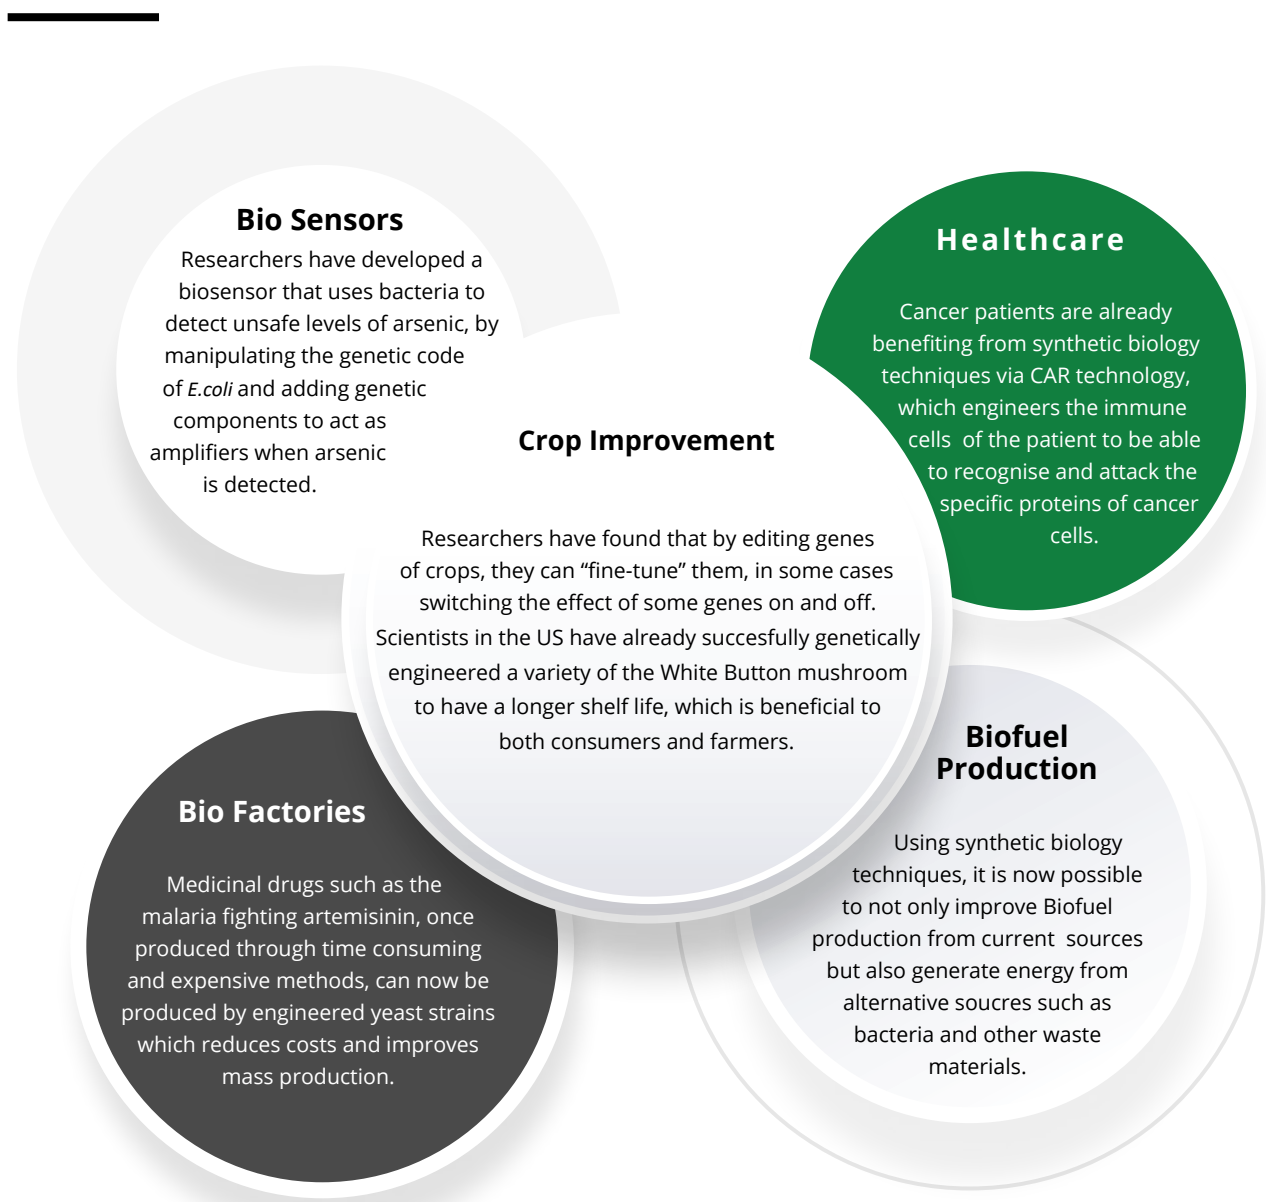 Bio Sensors
Researchers have developed a
biosensor that uses bacteria to
detect unsafe levels of arsenic, by
manipulating the genetic code
of E.coli and adding genetic
components to act as
amplifiers when arsenic
is detected.
Healthcare
Cancer patients are already
benefiting from synthetic biology
techniques via CAR technology,
which engineers the immune
cells of the patient to be able
to recognise and attack the
specific proteins of cancer
cells.
Crop Improvement
Researchers have found that by editing genes
of crops, they can “fine-tune” them, in some cases
switching the effect of some genes on and off.
Scientists in the US have already succesfully genetically
engineered a variety of the White Button mushroom
to have a longer shelf life, which is beneficial to
both consumers and farmers.
Bio Factories
Medicinal drugs such as the
malaria fighting artemisinin, once
produced through time consuming
and expensive methods, can now be
produced by engineered yeast strains
which reduces costs and improves
mass production.
Biofuel
Production
Using synthetic biology
techniques, it is now possible
to not only improve Biofuel
production from current sources
but also generate energy from
alternative soucres such as
bacteria and other waste
materials.